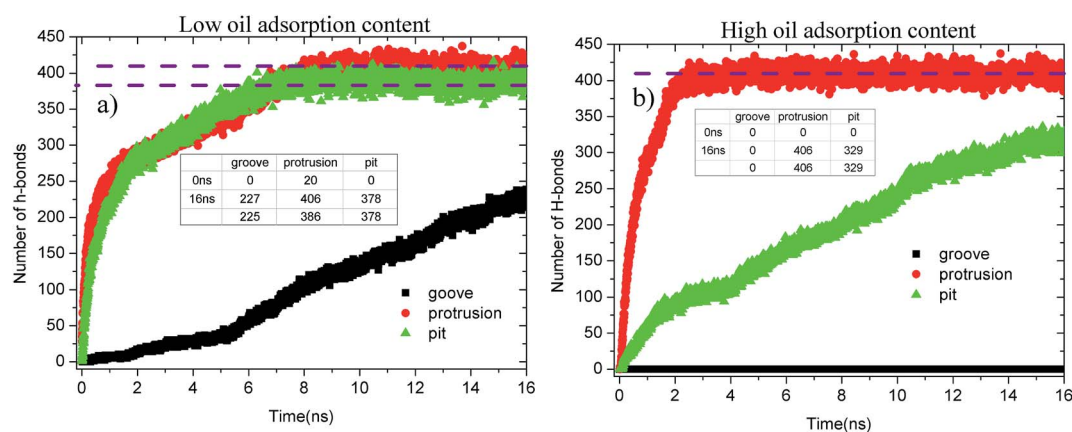 Low oil adsorption content
450
400
350
300
250
200
150
100
50
0
Number of h-bonds
a)
groove protrusion pit
0ns 0 20 0
16ns 227 406 378
225 386 378
goove
protrusion
pit
0 2 4 6 8 10 12 14 16
Time(ns)
High oil adsorption content
450
400
350
300
250
200
150
100
50
0
Number of H-bonds
b)
groove protrusion pit
0ns 0 0 0
16ns 0 406 329
0 406 329
groove
protrusion
pit
0 2 4 6 8 10 12 14 16
Time(ns)